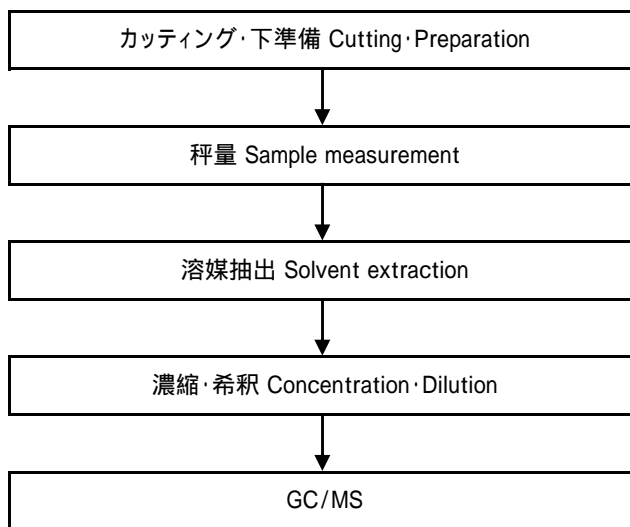 カッティング・下準備 Cutting・Preparation
秤量 Sample measurement
溶媒抽出 Solvent extraction
濃縮・希釈 Concentration・Dilution
GC/MS